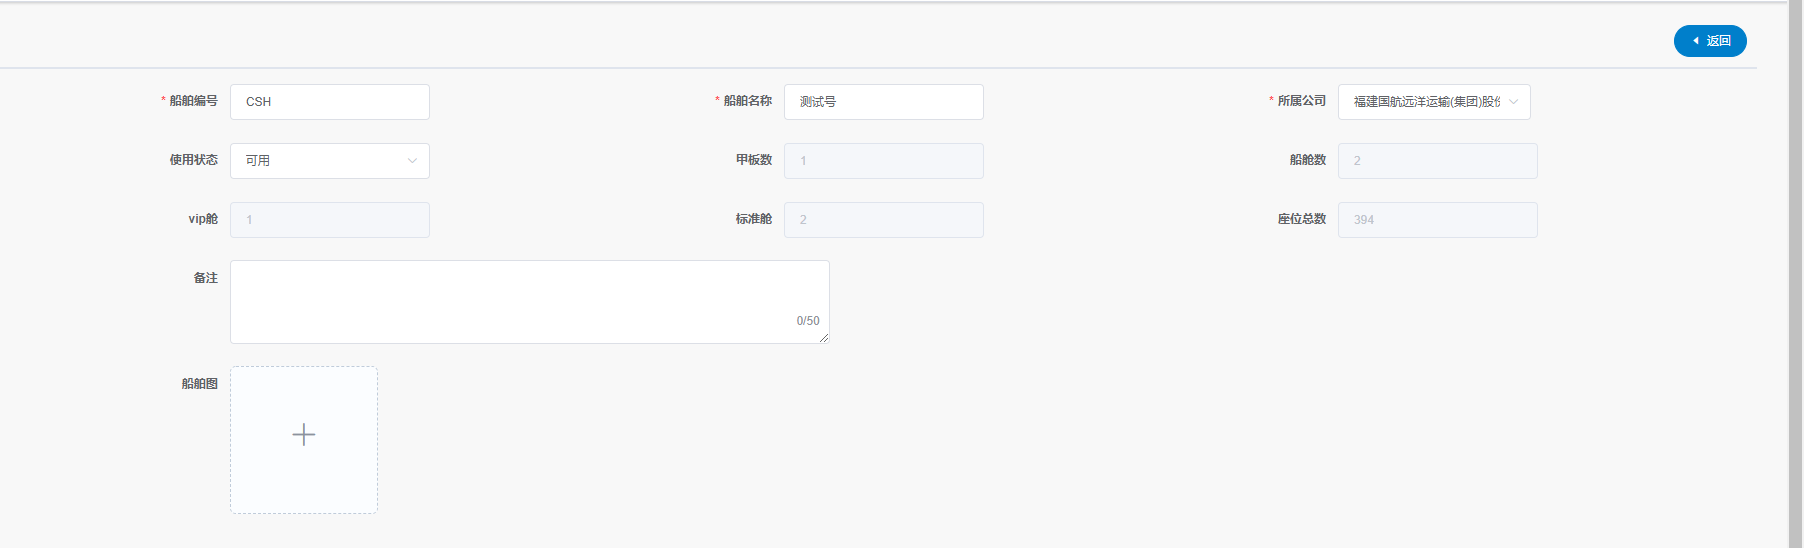 返回
* 船舶编号 CSH * 船舶名称 测试号 * 所属公司 福建国航远洋运输(集团)股
使用状态 可用 甲板数 1 船舱数 2
vip舱 1 标准舱 2 座位总数 394
备注
0/50
船舶图